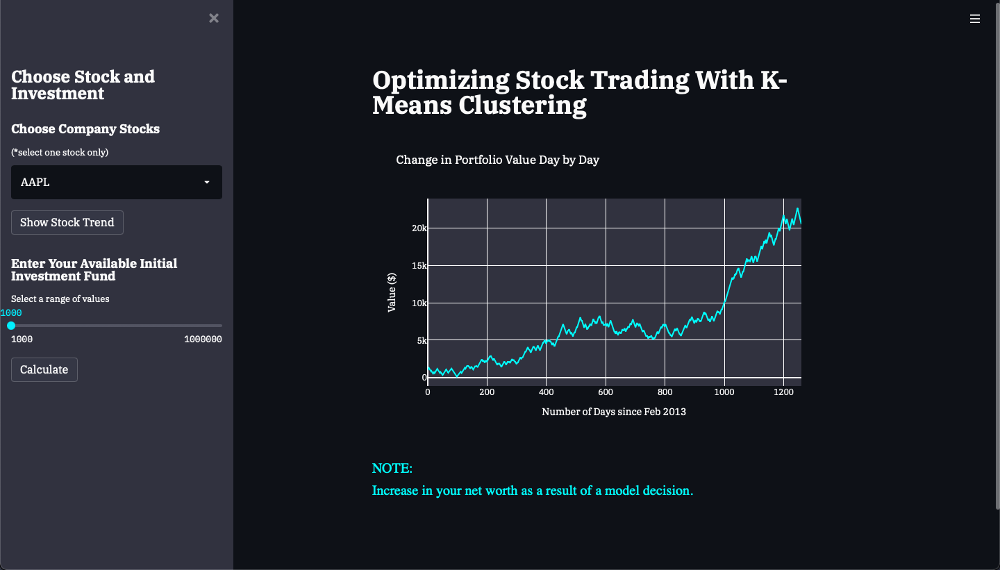 Choose Stock and
Investment
Choose Company Stocks
(*select one stock only)
AAPL
Show Stock Trend
Enter Your Available Initial
Investment Fund
Select a range of values
1000
1000 1000000
Calculate
Optimizing Stock Trading With K-
Means Clustering
Change in Portfolio Value Day by Day
Value ($)
20k
15k
10k
5k
0
0 200 400 600 800 1000 1200
Number of Days since Feb 2013
NOTE:
Increase in your net worth as a result of a model decision.